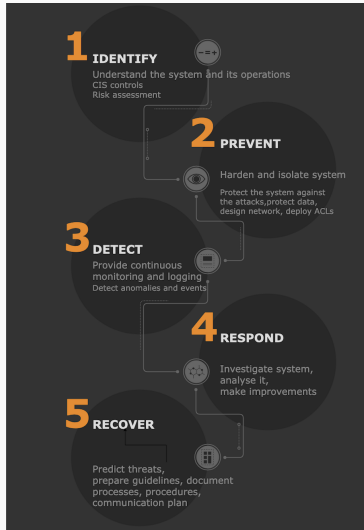 1 IDENTIFY
Understand the system and its operations
CIS controls
Risk assessment
2 PREVENT
Harden and isolate system
Protect the system against
the attacks,protect data,
design network, deploy ACLs
3 DETECT
Provide continuous
monitoring and logging
Detect anomalies and events
4 RESPOND
Investigate system,
analyse it,
make improvements
5 RECOVER
Predict threats,
prepare guidelines, document
processes, procedures,
communication plan